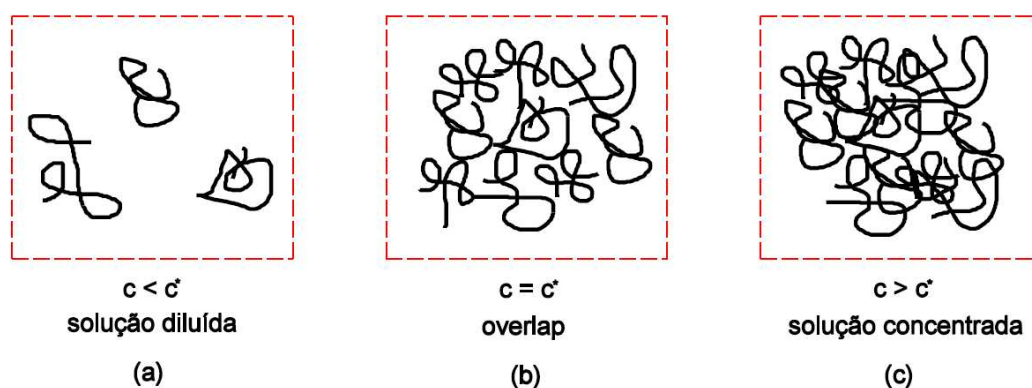 c < c*
solução diluída
(a)
c = c*
overlap
(b)
c > c*
solução concentrada
(c)